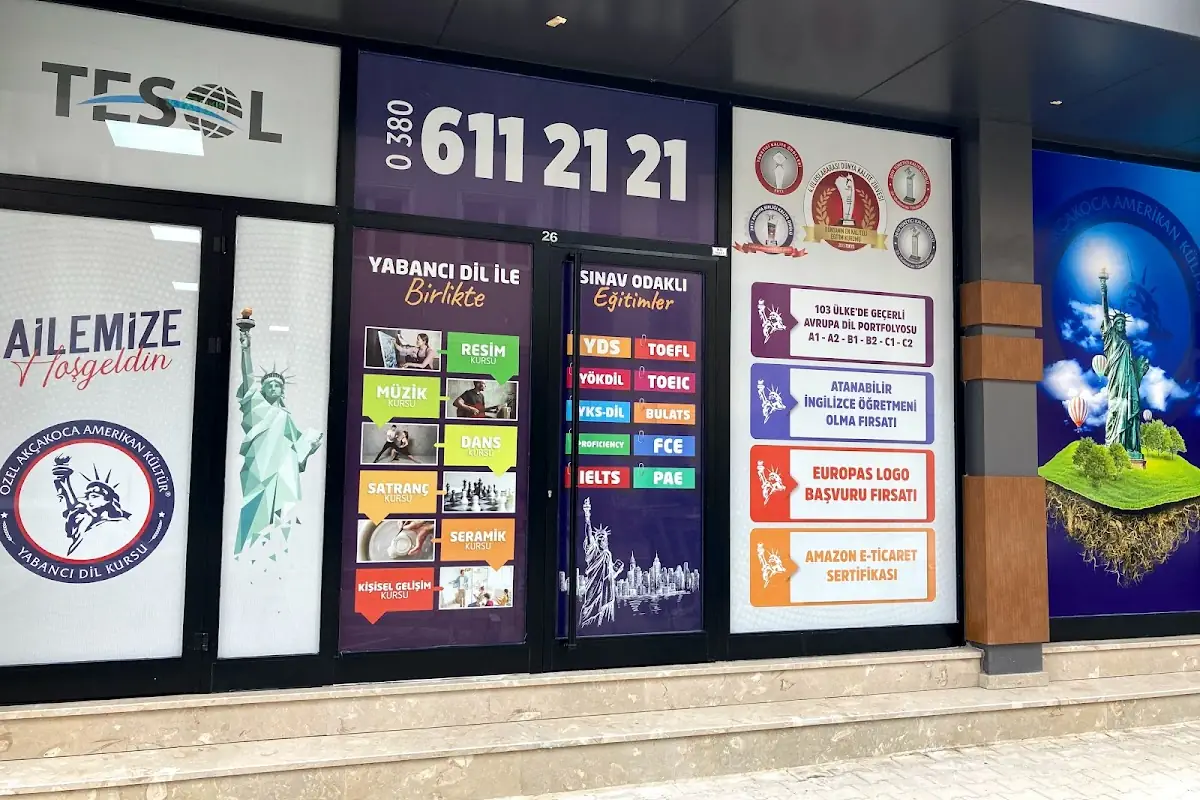 TESOL
0 380
611 21 21
26
AİLEMİZE
Hoşgeldin
ÖZEL AKÇAKOCA AMERİKAN KÜLTÜR®
YABANCI DİL KURSU
YABANCI DİL İLE
Birlikte
RESİM
KURSU
MÜZİK
KURSU
DANS
KURSU
SATRANÇ
KURSU
SERAMİK
KURSU
KİŞİSEL GELİŞİM
KURSU
SINAV ODAKLI
Eğitimler
YDS
TOEFL
YÖKDİL
TOEIC
YKS-DİL
BULATS
PROFICIENCY
FCE
IELTS
PAE
103 ÜLKE'DE GEÇERLİ
AVRUPA DİL PORTFOLYOSU
A1 - A2 - B1 - B2 - C1 - C2
ATANABİLİR
İNGİLİZCE ÖĞRETMENİ
OLMA FIRSATI
EUROPAS LOGO
BAŞVURU FIRSATI
AMAZON E-TİCARET
SERTİFİKASI
AKÇAKOCA AMERİKAN KÜL